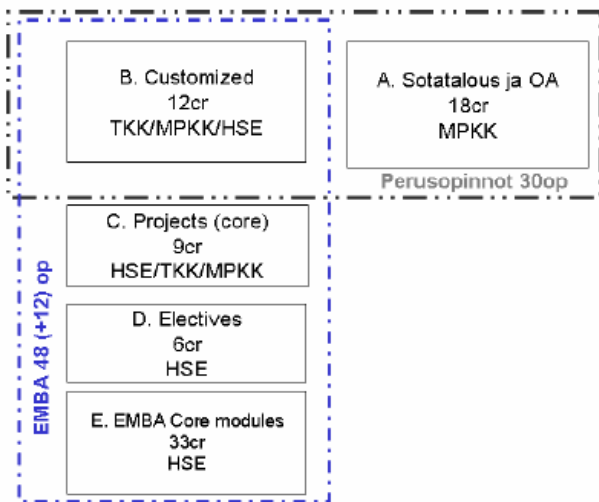 B. Customized
12cr
TKK/MPKK/HSE
A. Sotatalous ja OA
18cr
MPKK
Perusopinnot 30op
C. Projects (core)
9cr
HSE/TKK/MPKK
D. Electives
6cr
HSE
E. EMBA Core modules
33cr
HSE
EMBA 48 (+12) op